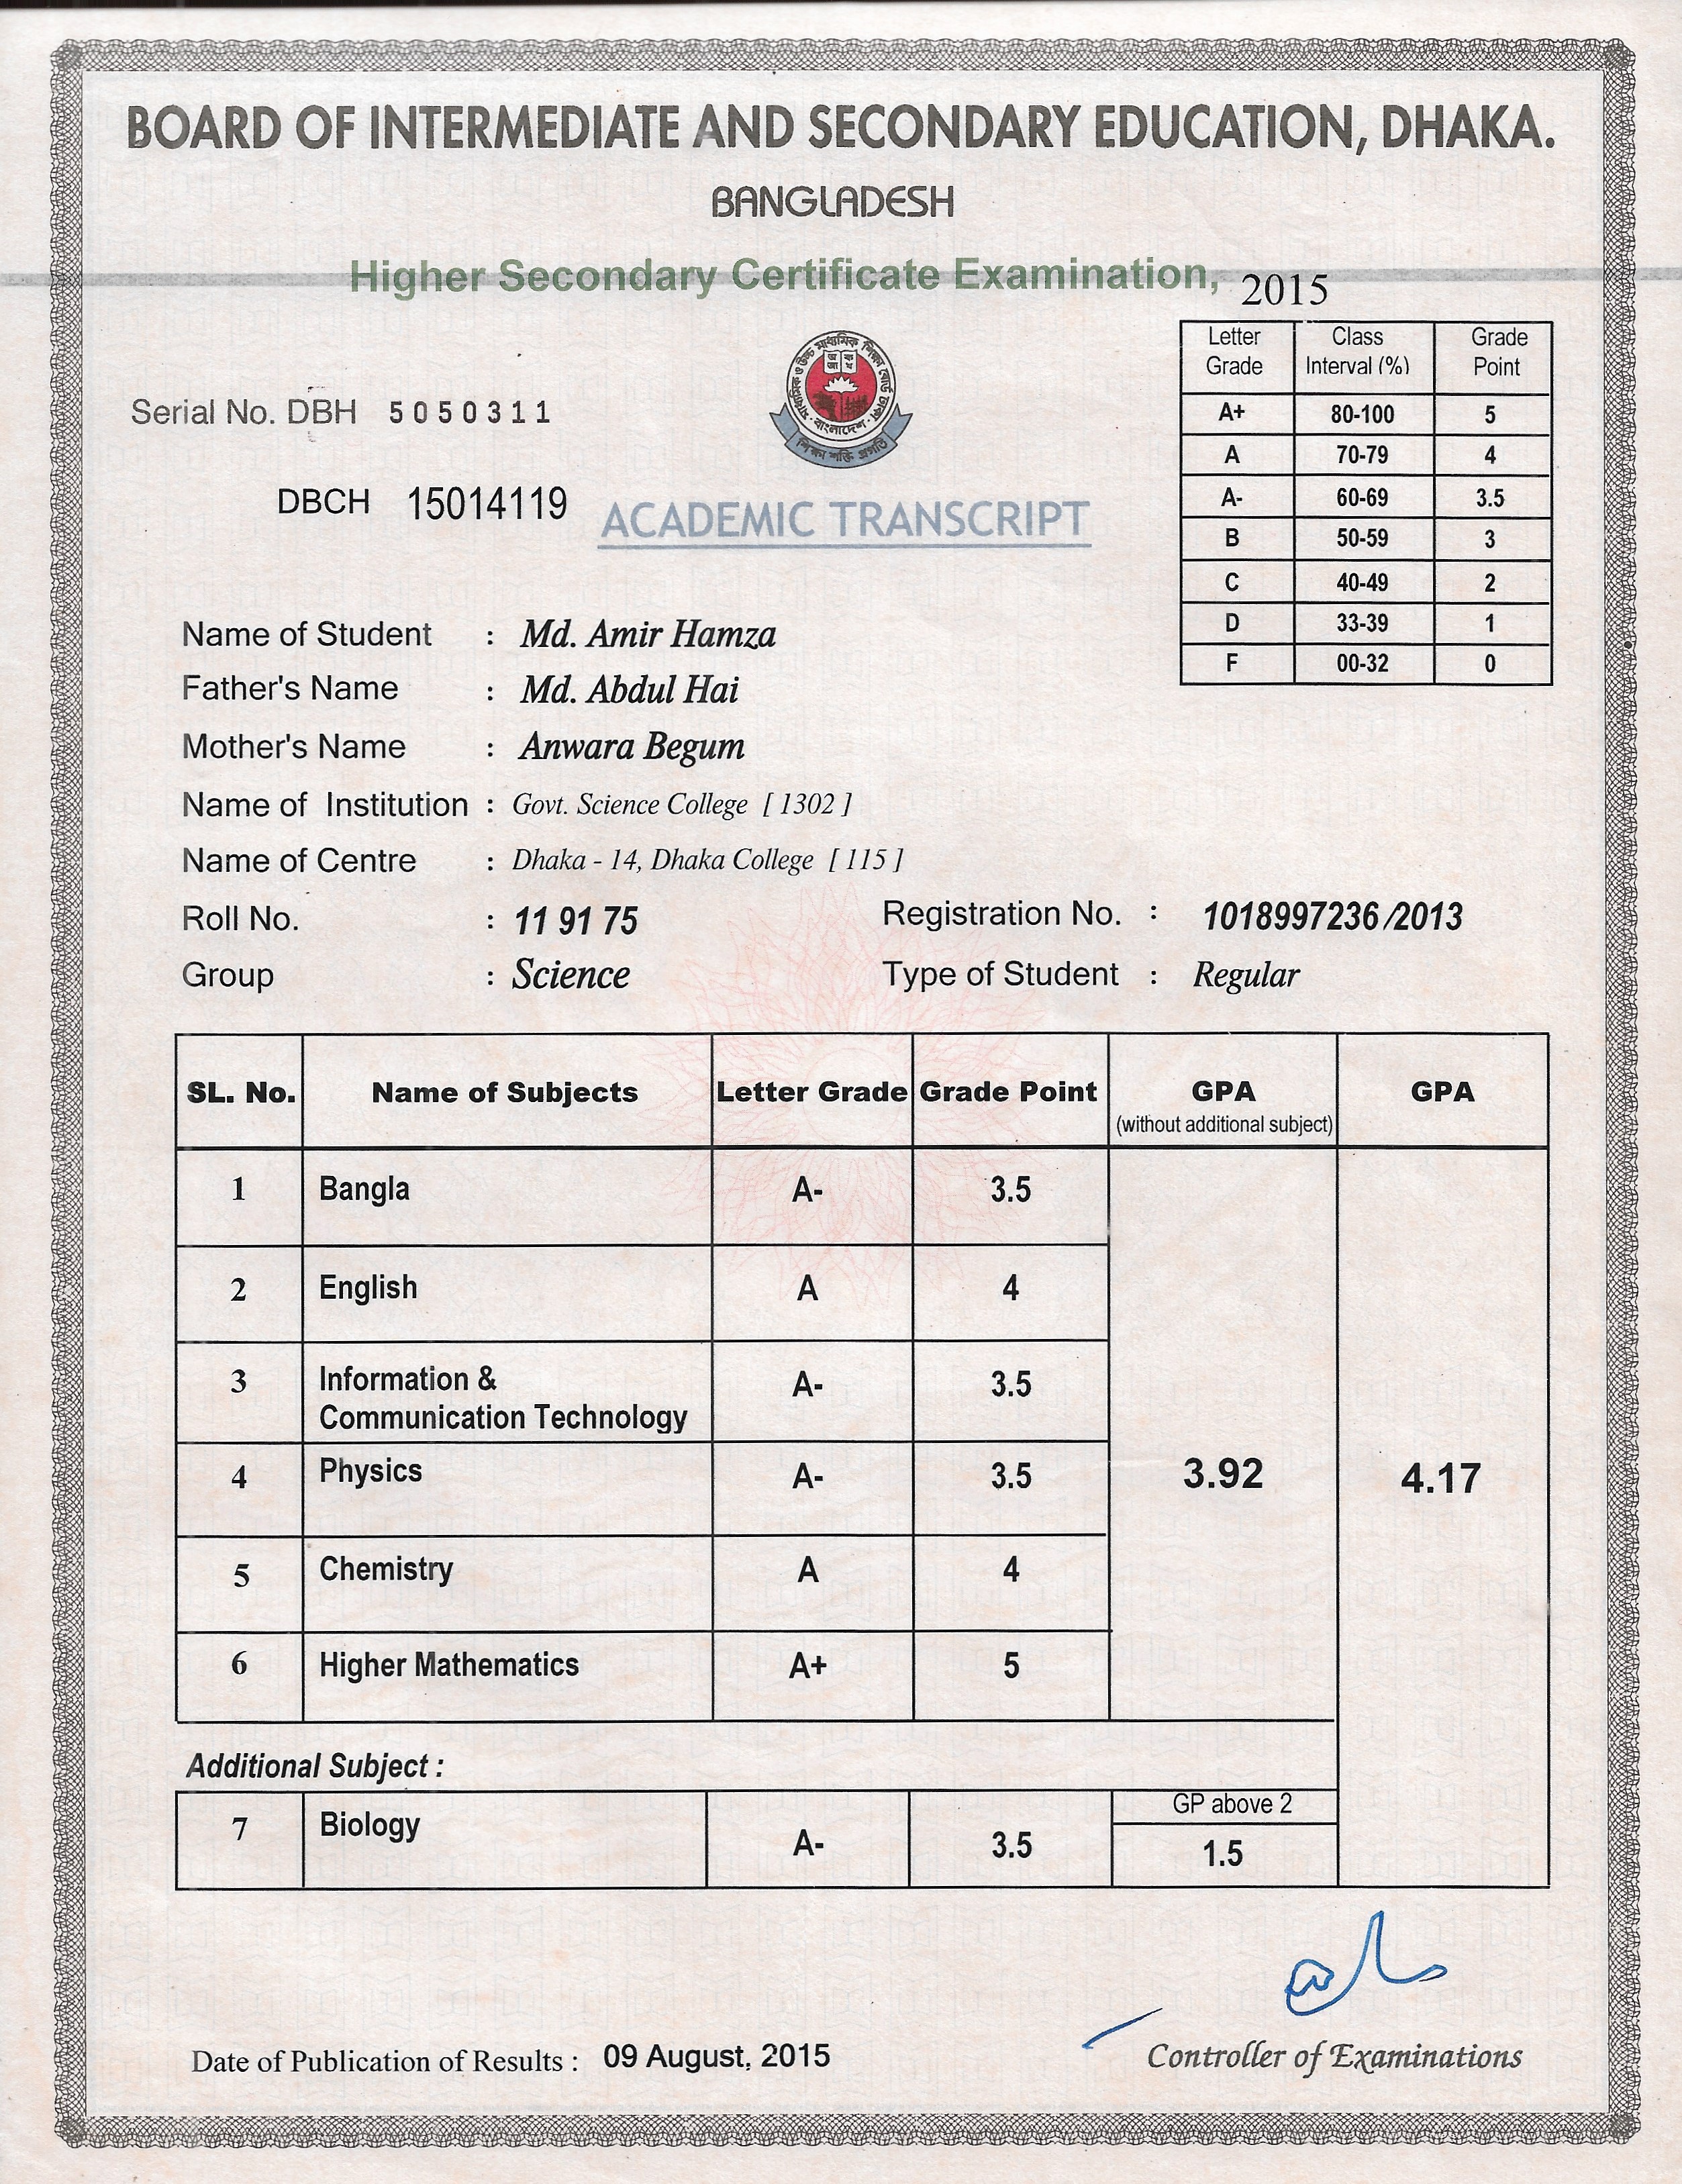 BOARD OF INTERMEDIATE AND SECONDARY EDUCATION, DHAKA.
BANGLADESH
Higher Secondary Certificate Examination, 2015
Letter Grade Class Interval (%) Grade Point
A+ 80-100 5
A 70-79 4
A- 60-69 3.5
B 50-59 3
C 40-49 2
D 33-39 1
F 00-32 0
Serial No. DBH 5050311
বাংলাদেশ
শিক্ষা শক্তি প্রগতি
DBCH 15014119
ACADEMIC TRANSCRIPT
Name of Student : Md. Amir Hamza
Father's Name : Md. Abdul Hai
Mother's Name : Anwara Begum
Name of Institution : Govt. Science College [ 1302 ]
Name of Centre : Dhaka - 14, Dhaka College [ 115 ]
Roll No. : 11 91 75 Registration No. : 1018997236/2013
Group : Science Type of Student : Regular
SL. No. Name of Subjects Letter Grade Grade Point GPA (without additional subject) GPA
1 Bangla A- 3.5
2 English A 4
3 Information &
Communication Technology A- 3.5
4 Physics A- 3.5 3.92 4.17
5 Chemistry A 4
6 Higher Mathematics A+ 5
Additional Subject :
GP above 2
7 Biology A- 3.5 1.5
Date of Publication of Results : 09 August, 2015
Controller of Examinations